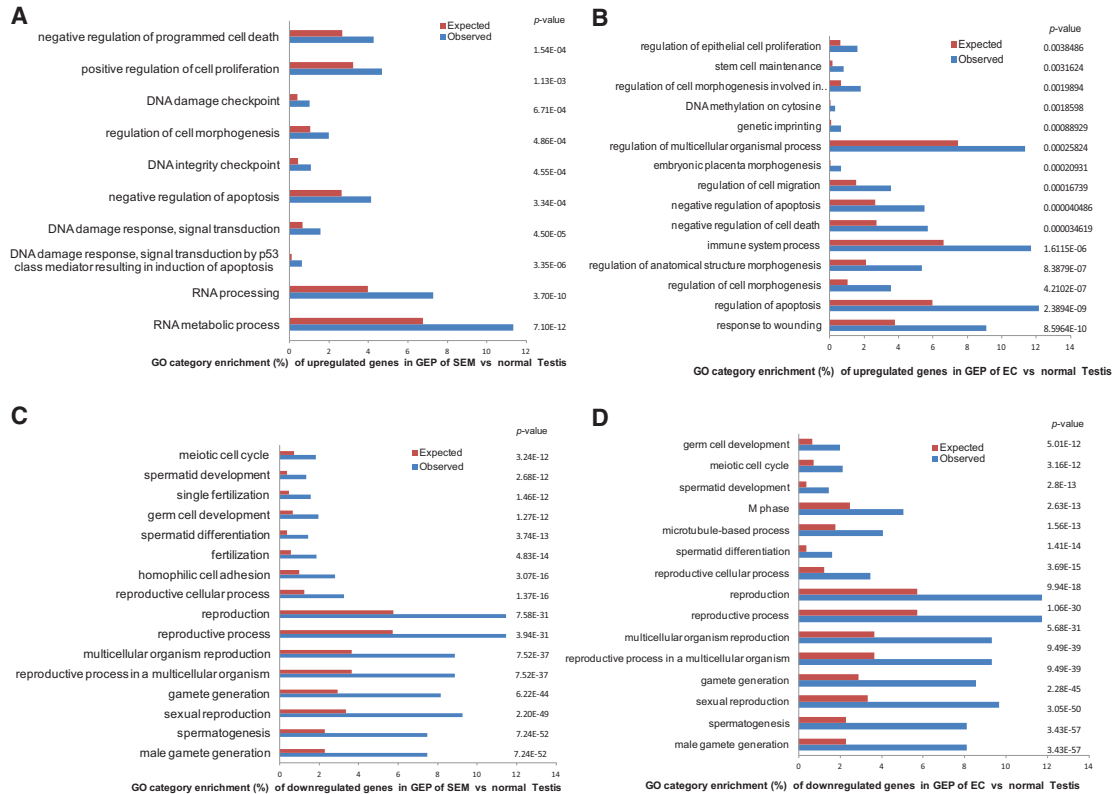 A
p-value
Expected
Observed
negative regulation of programmed cell death
1.54E-04
positive regulation of cell proliferation
1.13E-03
DNA damage checkpoint
6.71E-04
regulation of cell morphogenesis
4.86E-04
DNA integrity checkpoint
4.55E-04
negative regulation of apoptosis
3.34E-04
DNA damage response, signal transduction
4.50E-05
DNA damage response, signal transduction by p53
class mediator resulting in induction of apoptosis
3.35E-06
RNA processing
3.70E-10
RNA metabolic process
7.10E-12
0 2 4 6 8 10 12
GO category enrichment (%) of upregulated genes in GEP of SEM vs normal Testis
B
p-value
Expected
Observed
regulation of epithelial cell proliferation 0.0038486
stem cell maintenance 0.0031624
regulation of cell morphogenesis involved in.. 0.0019894
DNA methylation on cytosine 0.0018598
genetic imprinting 0.00088929
regulation of multicellular organismal process 0.00025824
embryonic placenta morphogenesis 0.00020931
regulation of cell migration 0.00016739
negative regulation of apoptosis 0.000040486
negative regulation of cell death 0.000034619
immune system process 1.6115E-06
regulation of anatomical structure morphogenesis 8.3879E-07
regulation of cell morphogenesis 4.2102E-07
regulation of apoptosis 2.3894E-09
response to wounding 8.5964E-10
0 2 4 6 8 10 12 14
GO category enrichment (%) of upregulated genes in GEP of EC vs normal Testis
C
p-value
Expected
Observed
meiotic cell cycle 3.24E-12
spermatid development 2.68E-12
single fertilization 1.46E-12
germ cell development 1.27E-12
spermatid differentiation 3.74E-13
fertilization 4.83E-14
homophilic cell adhesion 3.07E-16
reproductive cellular process 1.37E-16
reproduction 7.58E-31
reproductive process 3.94E-31
multicellular organism reproduction 7.52E-37
reproductive process in a multicellular organism 7.52E-37
gamete generation 6.22E-44
sexual reproduction 2.20E-49
spermatogenesis 7.24E-52
male gamete generation 7.24E-52
0 2 4 6 8 10 12 14
GO category enrichment (%) of downregulated genes in GEP of SEM vs normal Testis
D
p-value
Expected
Observed
germ cell development 5.01E-12
meiotic cell cycle 3.16E-12
spermatid development 2.8E-13
M phase 2.63E-13
microtubule-based process 1.56E-13
spermatid differentiation 1.41E-14
reproductive cellular process 3.69E-15
reproduction 9.94E-18
reproductive process 1.06E-30
5.68E-31
multicellular organism reproduction 9.49E-39
reproductive process in a multicellular organism 9.49E-39
gamete generation 2.28E-45
sexual reproduction 3.05E-50
spermatogenesis 3.43E-57
male gamete generation 3.43E-57
0 2 4 6 8 10 12 14
GO category enrichment (%) of downregulated genes in GEP of EC vs normal Testis